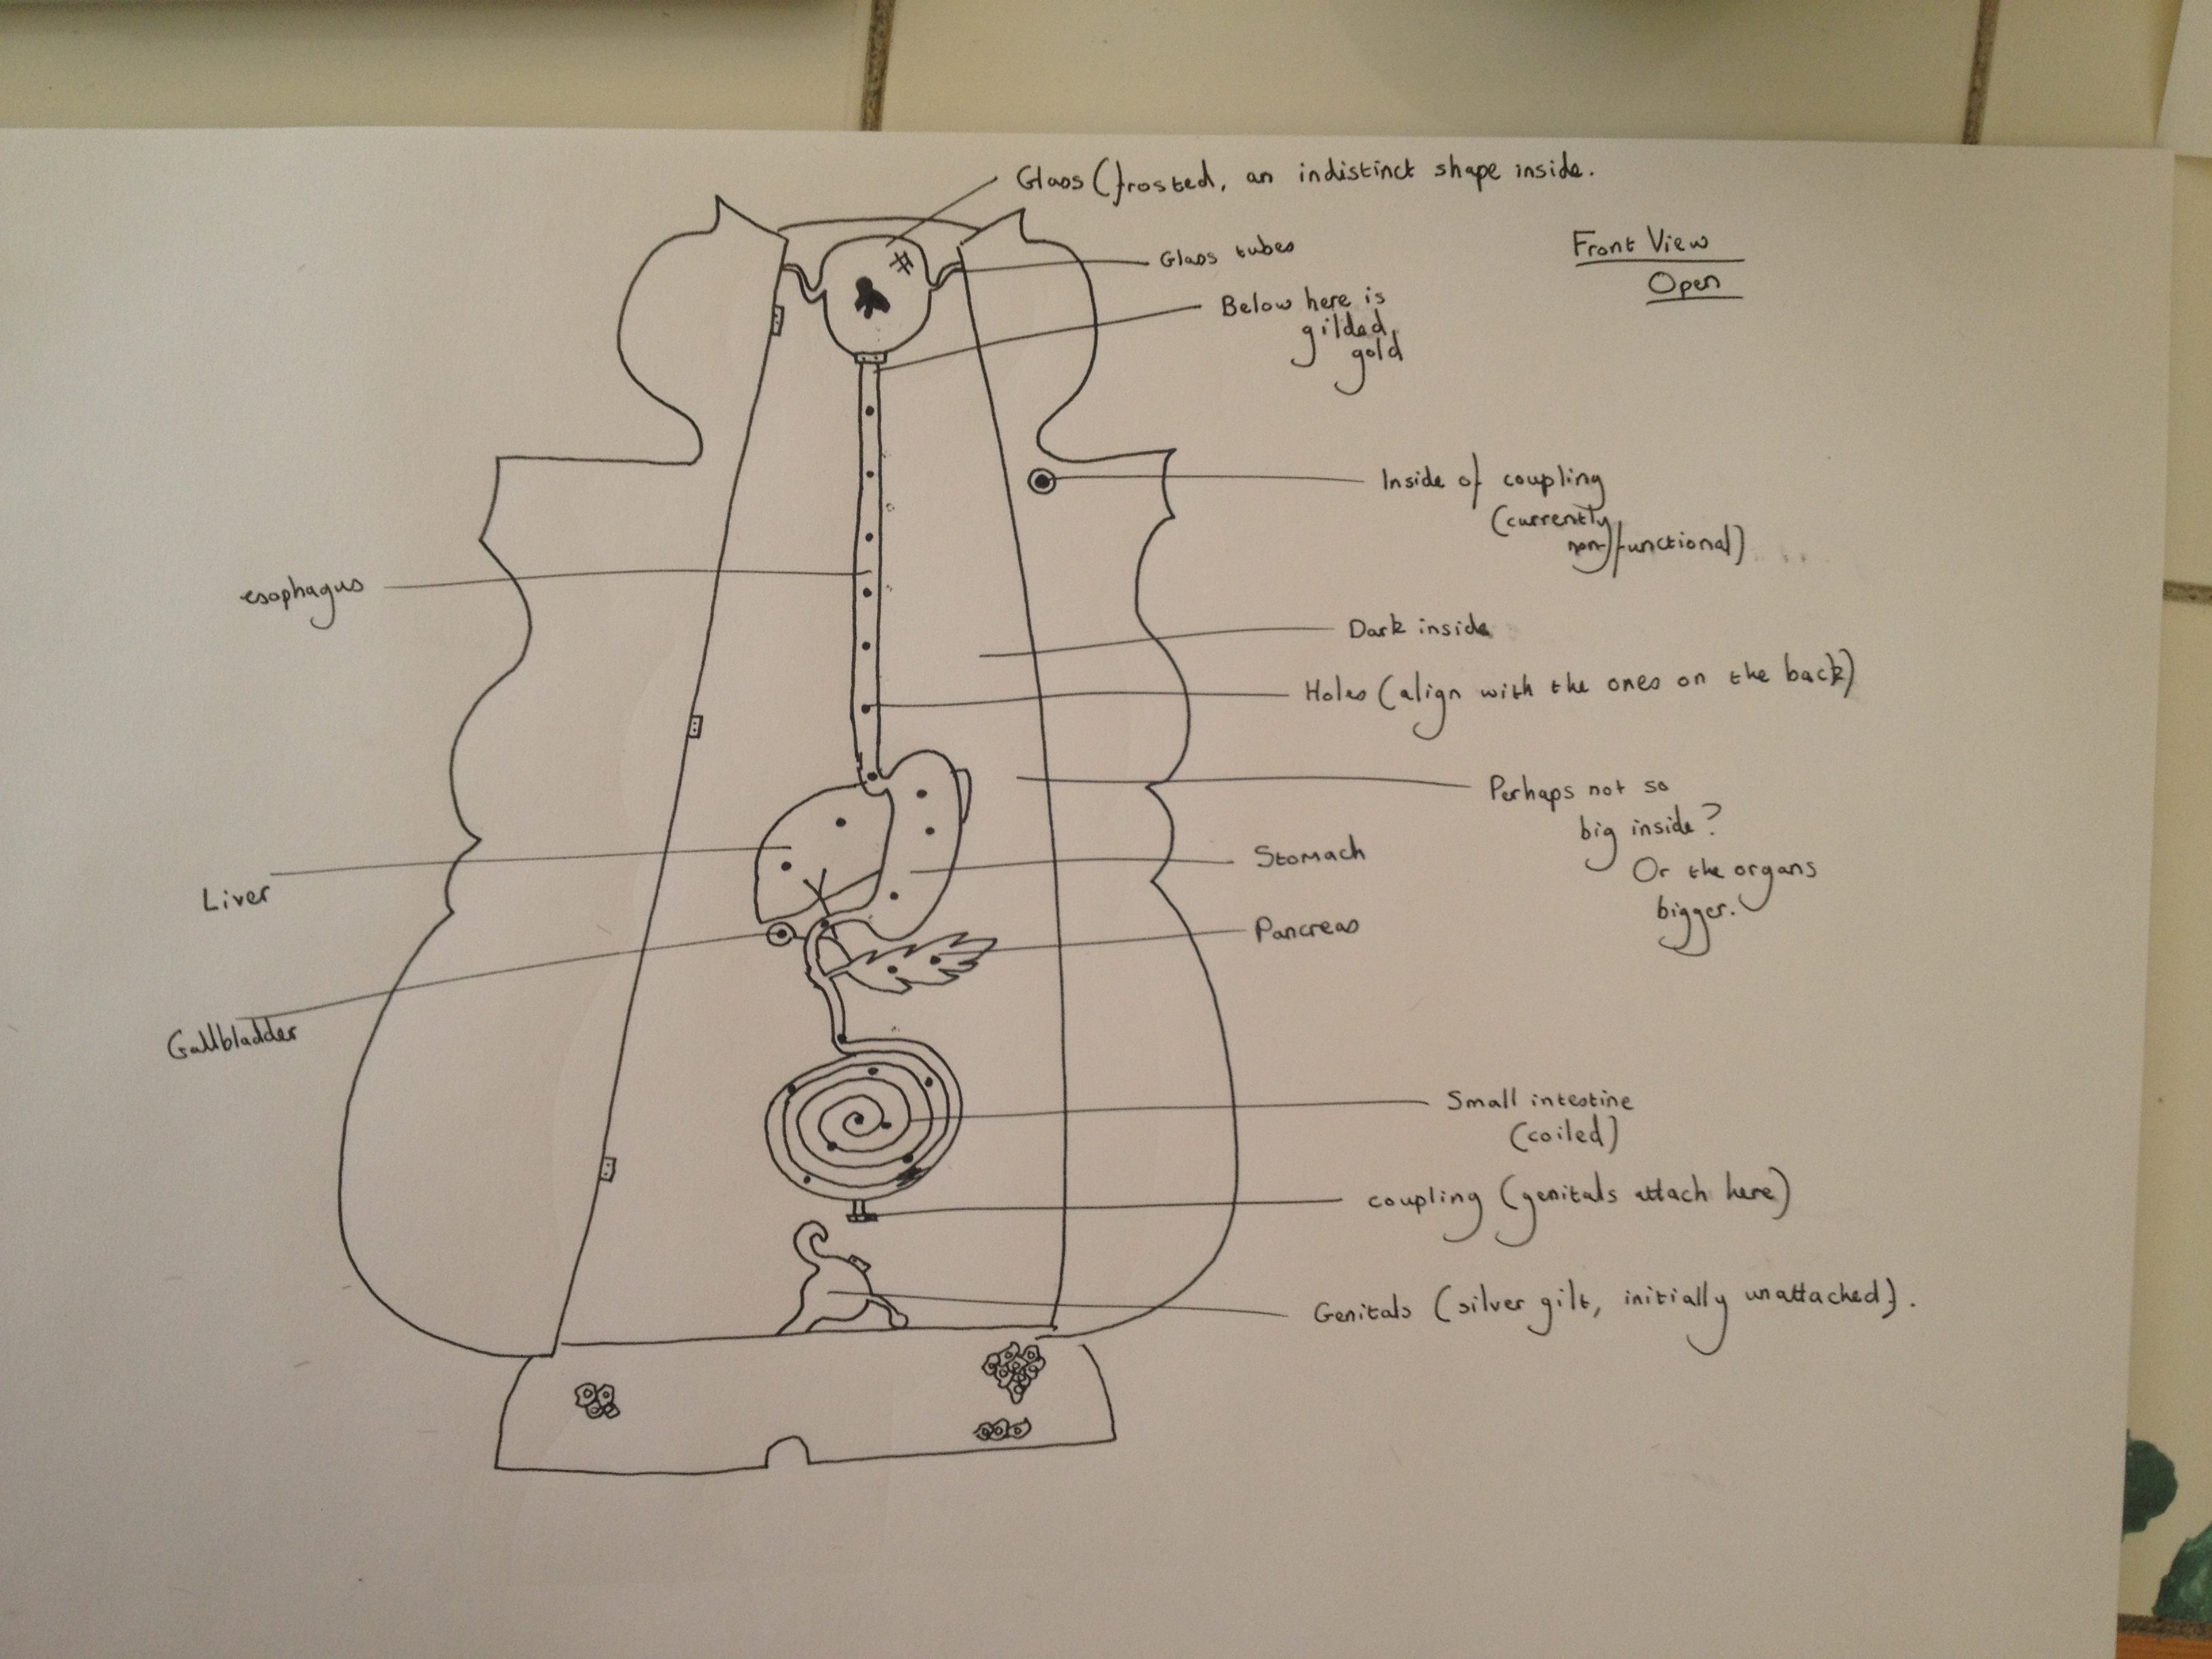 Glass (frosted, an indistinct shape inside.
Front View
Open
Glass tubes
Below here is
gilded
gold
Inside of coupling
(currently
non-functional)
esophagus
Dark inside
Holes (align with the ones on the back)
Perhaps not so
big inside?
Or the organs
bigger.
Stomach
Liver
Pancreas
Gallbladder
Small intestine
(coiled)
coupling (genitals attach here)
Genitals (silver gilt, initially unattached).